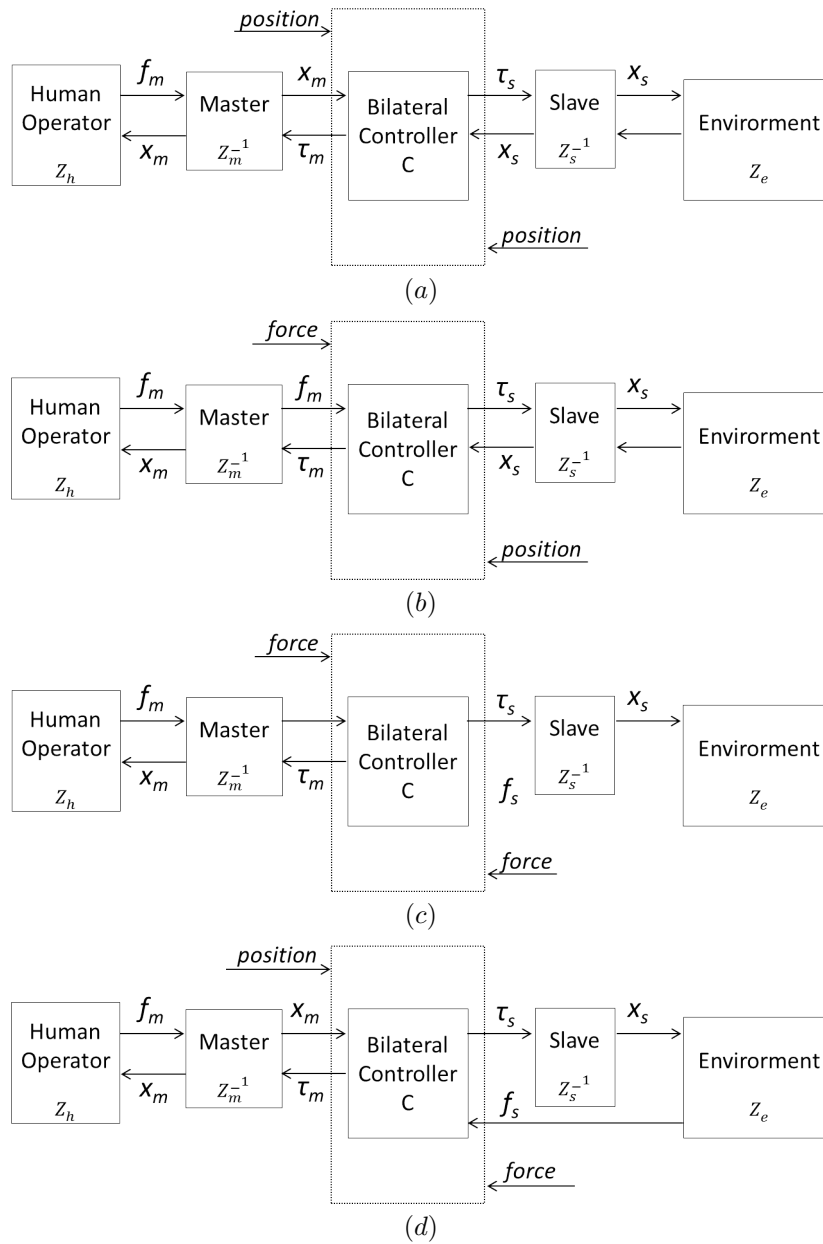 position
f_m
x_m
τ_s
x_s
Human
Operator
Z_h
Master
Z_m^{-1}
Bilateral
Controller
C
Slave
Z_s^{-1}
Envirorment
Z_e
x_m
τ_m
x_s
position
(a)
force
f_m
f_m
τ_s
x_s
Human
Operator
Z_h
Master
Z_m^{-1}
Bilateral
Controller
C
Slave
Z_s^{-1}
Envirorment
Z_e
x_m
τ_m
x_s
position
(b)
force
f_m
τ_s
x_s
Human
Operator
Z_h
Master
Z_m^{-1}
Bilateral
Controller
C
Slave
Z_s^{-1}
Envirorment
Z_e
x_m
τ_m
f_s
force
(c)
position
f_m
x_m
τ_s
x_s
Human
Operator
Z_h
Master
Z_m^{-1}
Bilateral
Controller
C
Slave
Z_s^{-1}
Envirorment
Z_e
x_m
τ_m
f_s
force
(d)